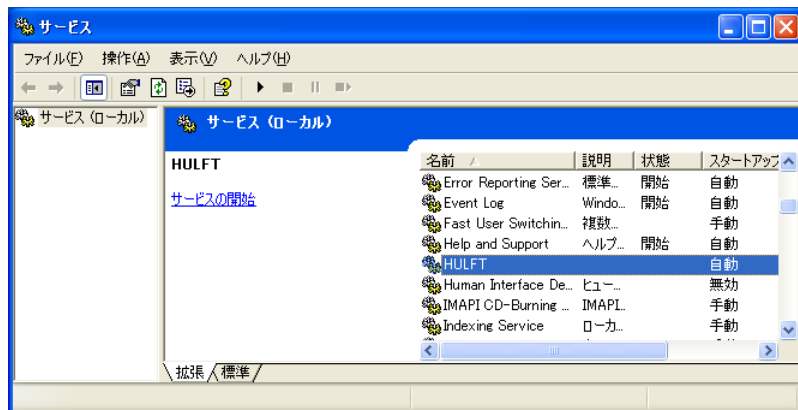 サービス
ファイル(F) 操作(A) 表示(V) ヘルプ(H)
サービス (ローカル)
サービス (ローカル)
HULFT
サービスの開始
名前 説明 状態 スタートアップ
Error Reporting Ser... 標準... 開始 自動
Event Log Windo... 開始 自動
Fast User Switchin... 複数... 手動
Help and Support ヘルプ... 開始 自動
HULFT 自動
Human Interface De... ヒュー... 無効
IMAPI CD-Burning ... IMAPI... 手動
Indexing Service ローカ... 手動
拡張 標準